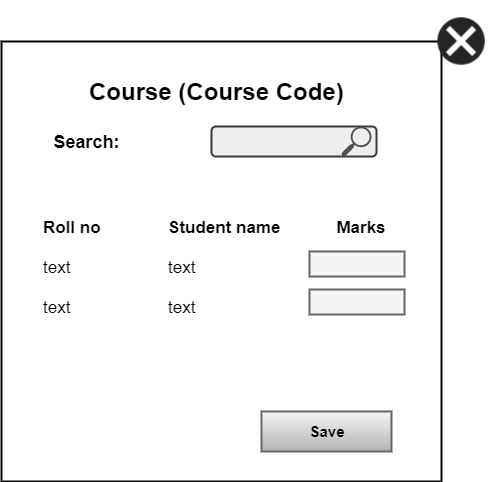 Course (Course Code)
Search:
Roll no Student name Marks
text text
text text
Save